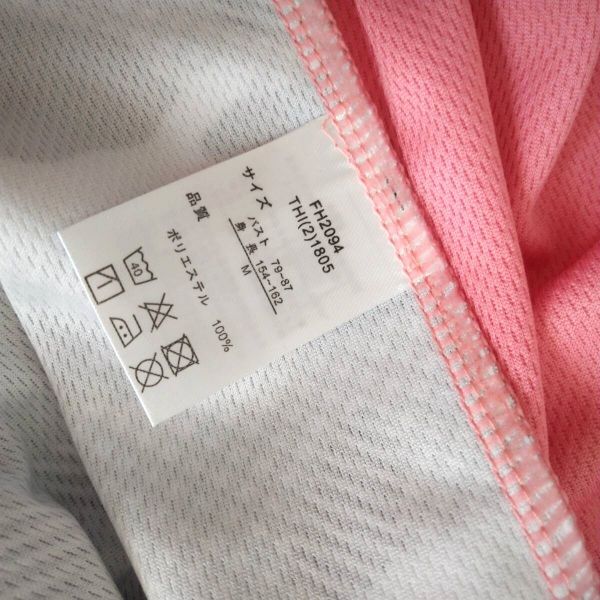 FH2094
THI(2)1805
サイズ
バスト 79~87
身長 154~162
M
品質
ポリエステル 100%
40